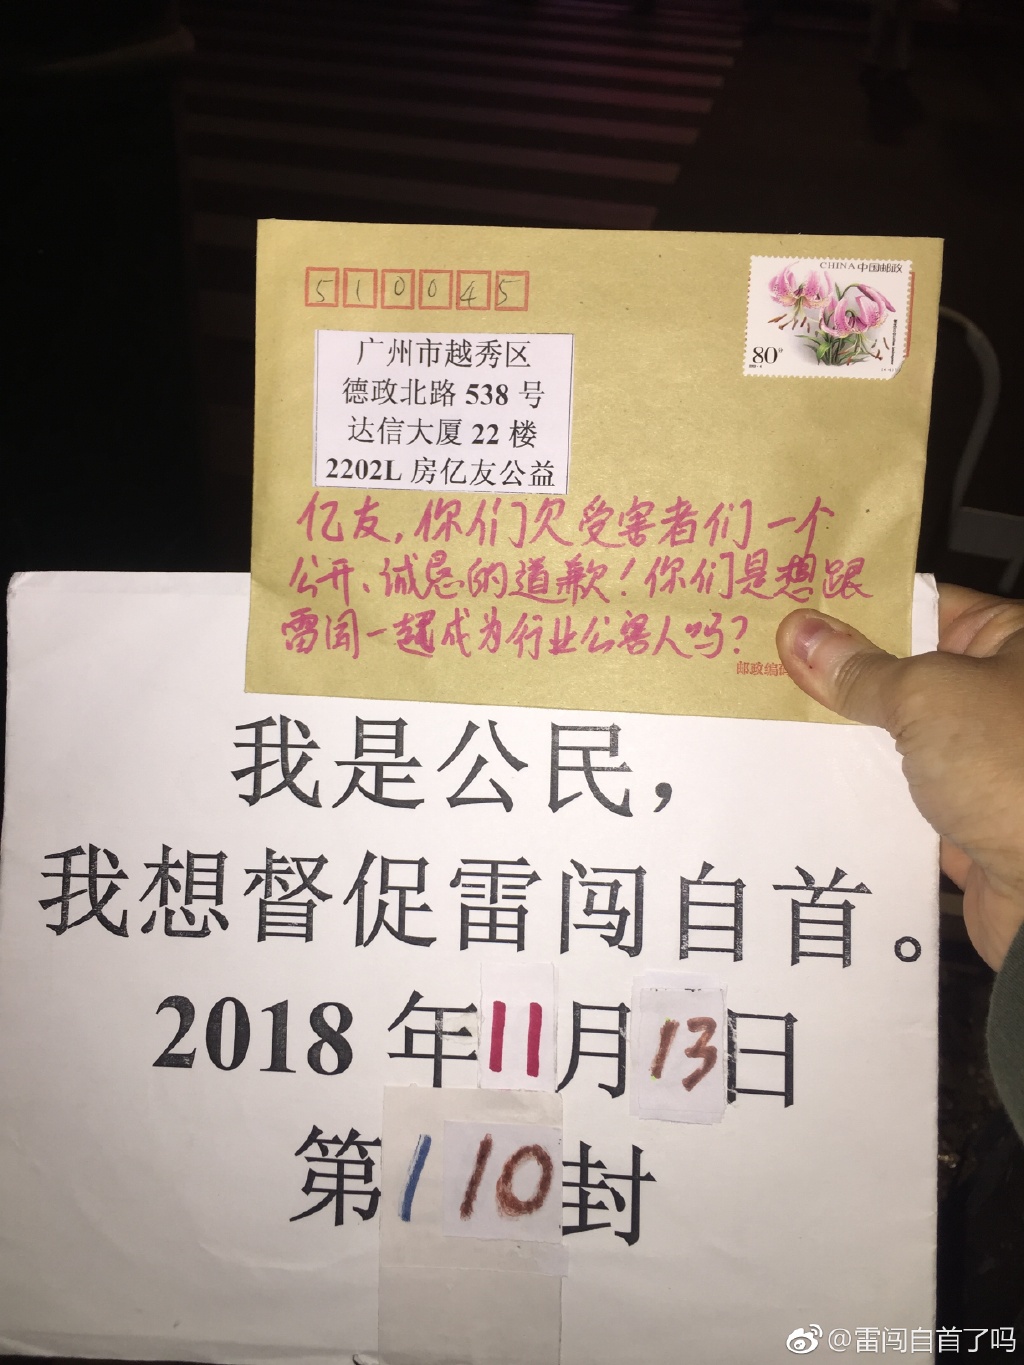 510045
CHINA 中国邮政
80分
广州市越秀区
德政北路 538 号
达信大厦 22 楼
2202L 房亿友公益
亿友,你们欠受害者们一个
公开、诚恳的道歉!你们是想跟
雷闯一起成为行业公害人吗?
邮政编码
我是公民，
我想督促雷闯自首。
2018 年11月13日
第110封
@雷闯自首了吗